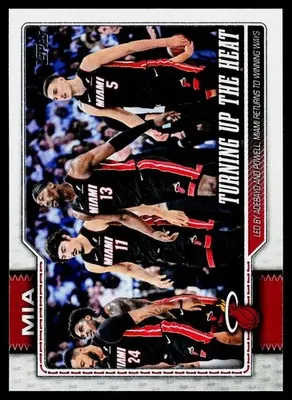 TOPPS
MIAMI
5
MIAMI
13
MIAMI
11
MIAMI
24
TURNING UP THE HEAT
LED BY ADEBAYO AND POWELL, MIAMI RETURNS TO WINNING WAYS
MIA